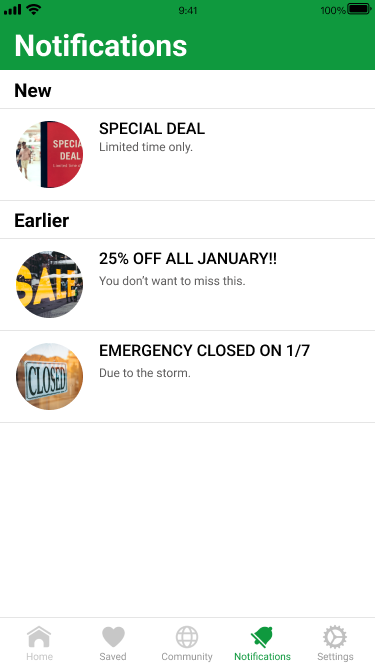 9:41
100%
Notifications
New
SPECIAL DEAL
Limited time only.
SPECIA
DEAL
Earlier
25% OFF ALL JANUARY!!
You don't want to miss this.
SALE
EMERGENCY CLOSED ON 1/7
Due to the storm.
CLOSED
Home
Saved
Community
Notifications
Settings